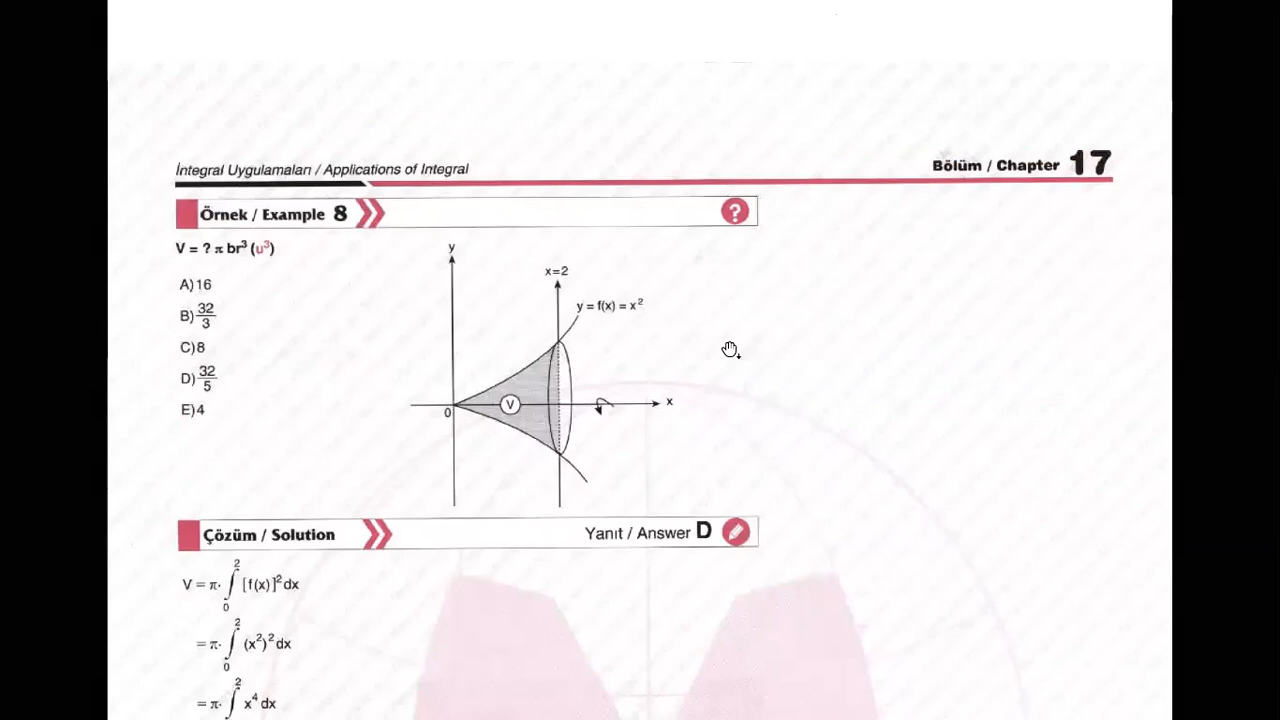 İntegral Uygulamaları / Applications of Integral
Bölüm / Chapter 17
Örnek / Example 8
?
V = ? π br³ (u³)
A) 16
B) 32/3
C) 8
D) 32/5
E) 4
y
x=2
y = f(x) = x²
V
0
x
Çözüm / Solution
Yanıt / Answer D
V = π· ∫₀² [f(x)]² dx
= π· ∫₀² (x²)² dx
= π· ∫₀² x⁴ dx